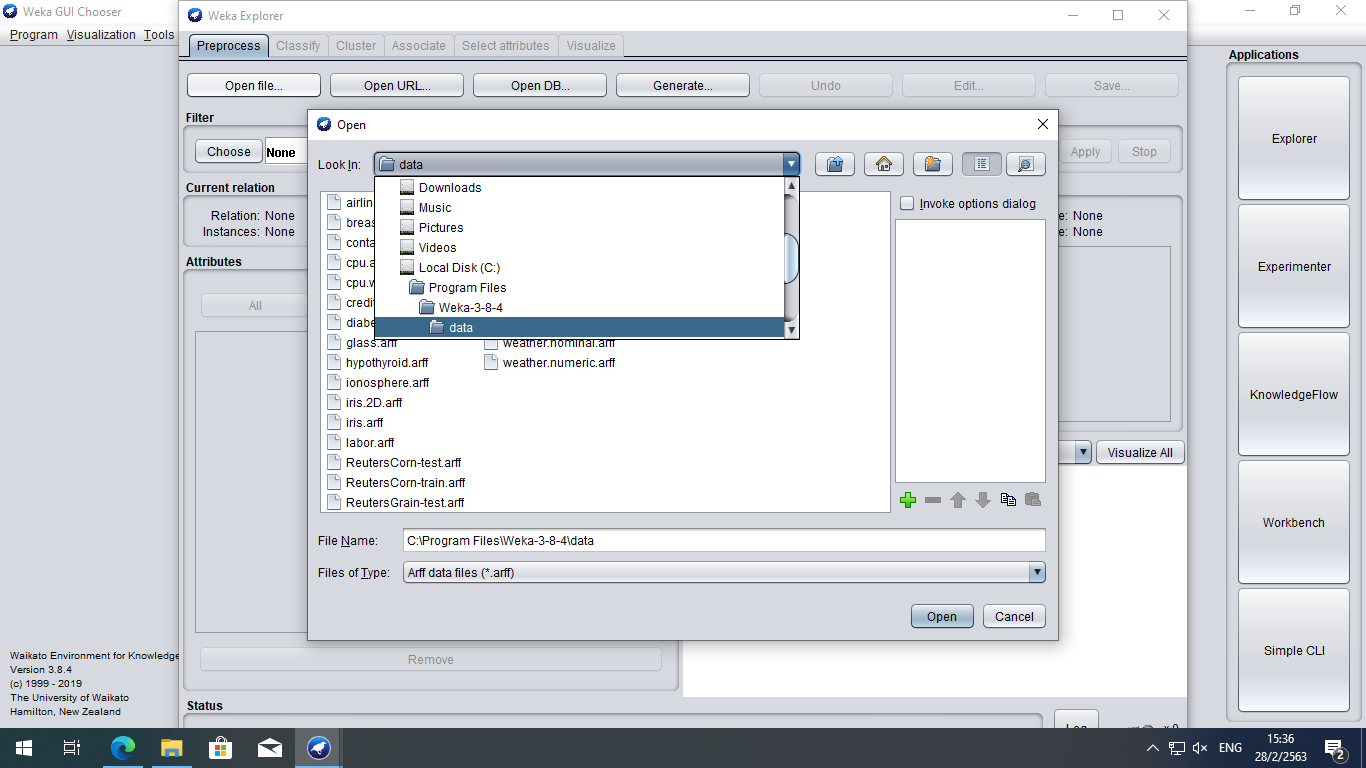 Weka GUI Chooser
Program Visualization Tools
Weka Explorer
Preprocess Classify Cluster Associate Select attributes Visualize
Open file... Open URL... Open DB... Generate... Undo Edit... Save...
Filter
Choose None Apply Stop
Current relation
Relation: None
Instances: None
None
None
Attributes
All
Remove
Visualize All
Status
Open
Look In: data
Downloads
Music
Pictures
Videos
Local Disk (C:)
Program Files
Weka-3-8-4
data
glass.arff
weather.nominal.arff
hypothyroid.arff
weather.numeric.arff
ionosphere.arff
iris.2D.arff
iris.arff
labor.arff
ReutersCorn-test.arff
ReutersCorn-train.arff
ReutersGrain-test.arff
Invoke options dialog
File Name: C:\Program Files\Weka-3-8-4\data
Files of Type: Arff data files (*.arff)
Open Cancel
Applications
Explorer
Experimenter
KnowledgeFlow
Workbench
Simple CLI
Waikato Environment for Knowledge
Version 3.8.4
(c) 1999 - 2019
The University of Waikato
Hamilton, New Zealand
Log
x 0
ENG
15:36
28/2/2563
2